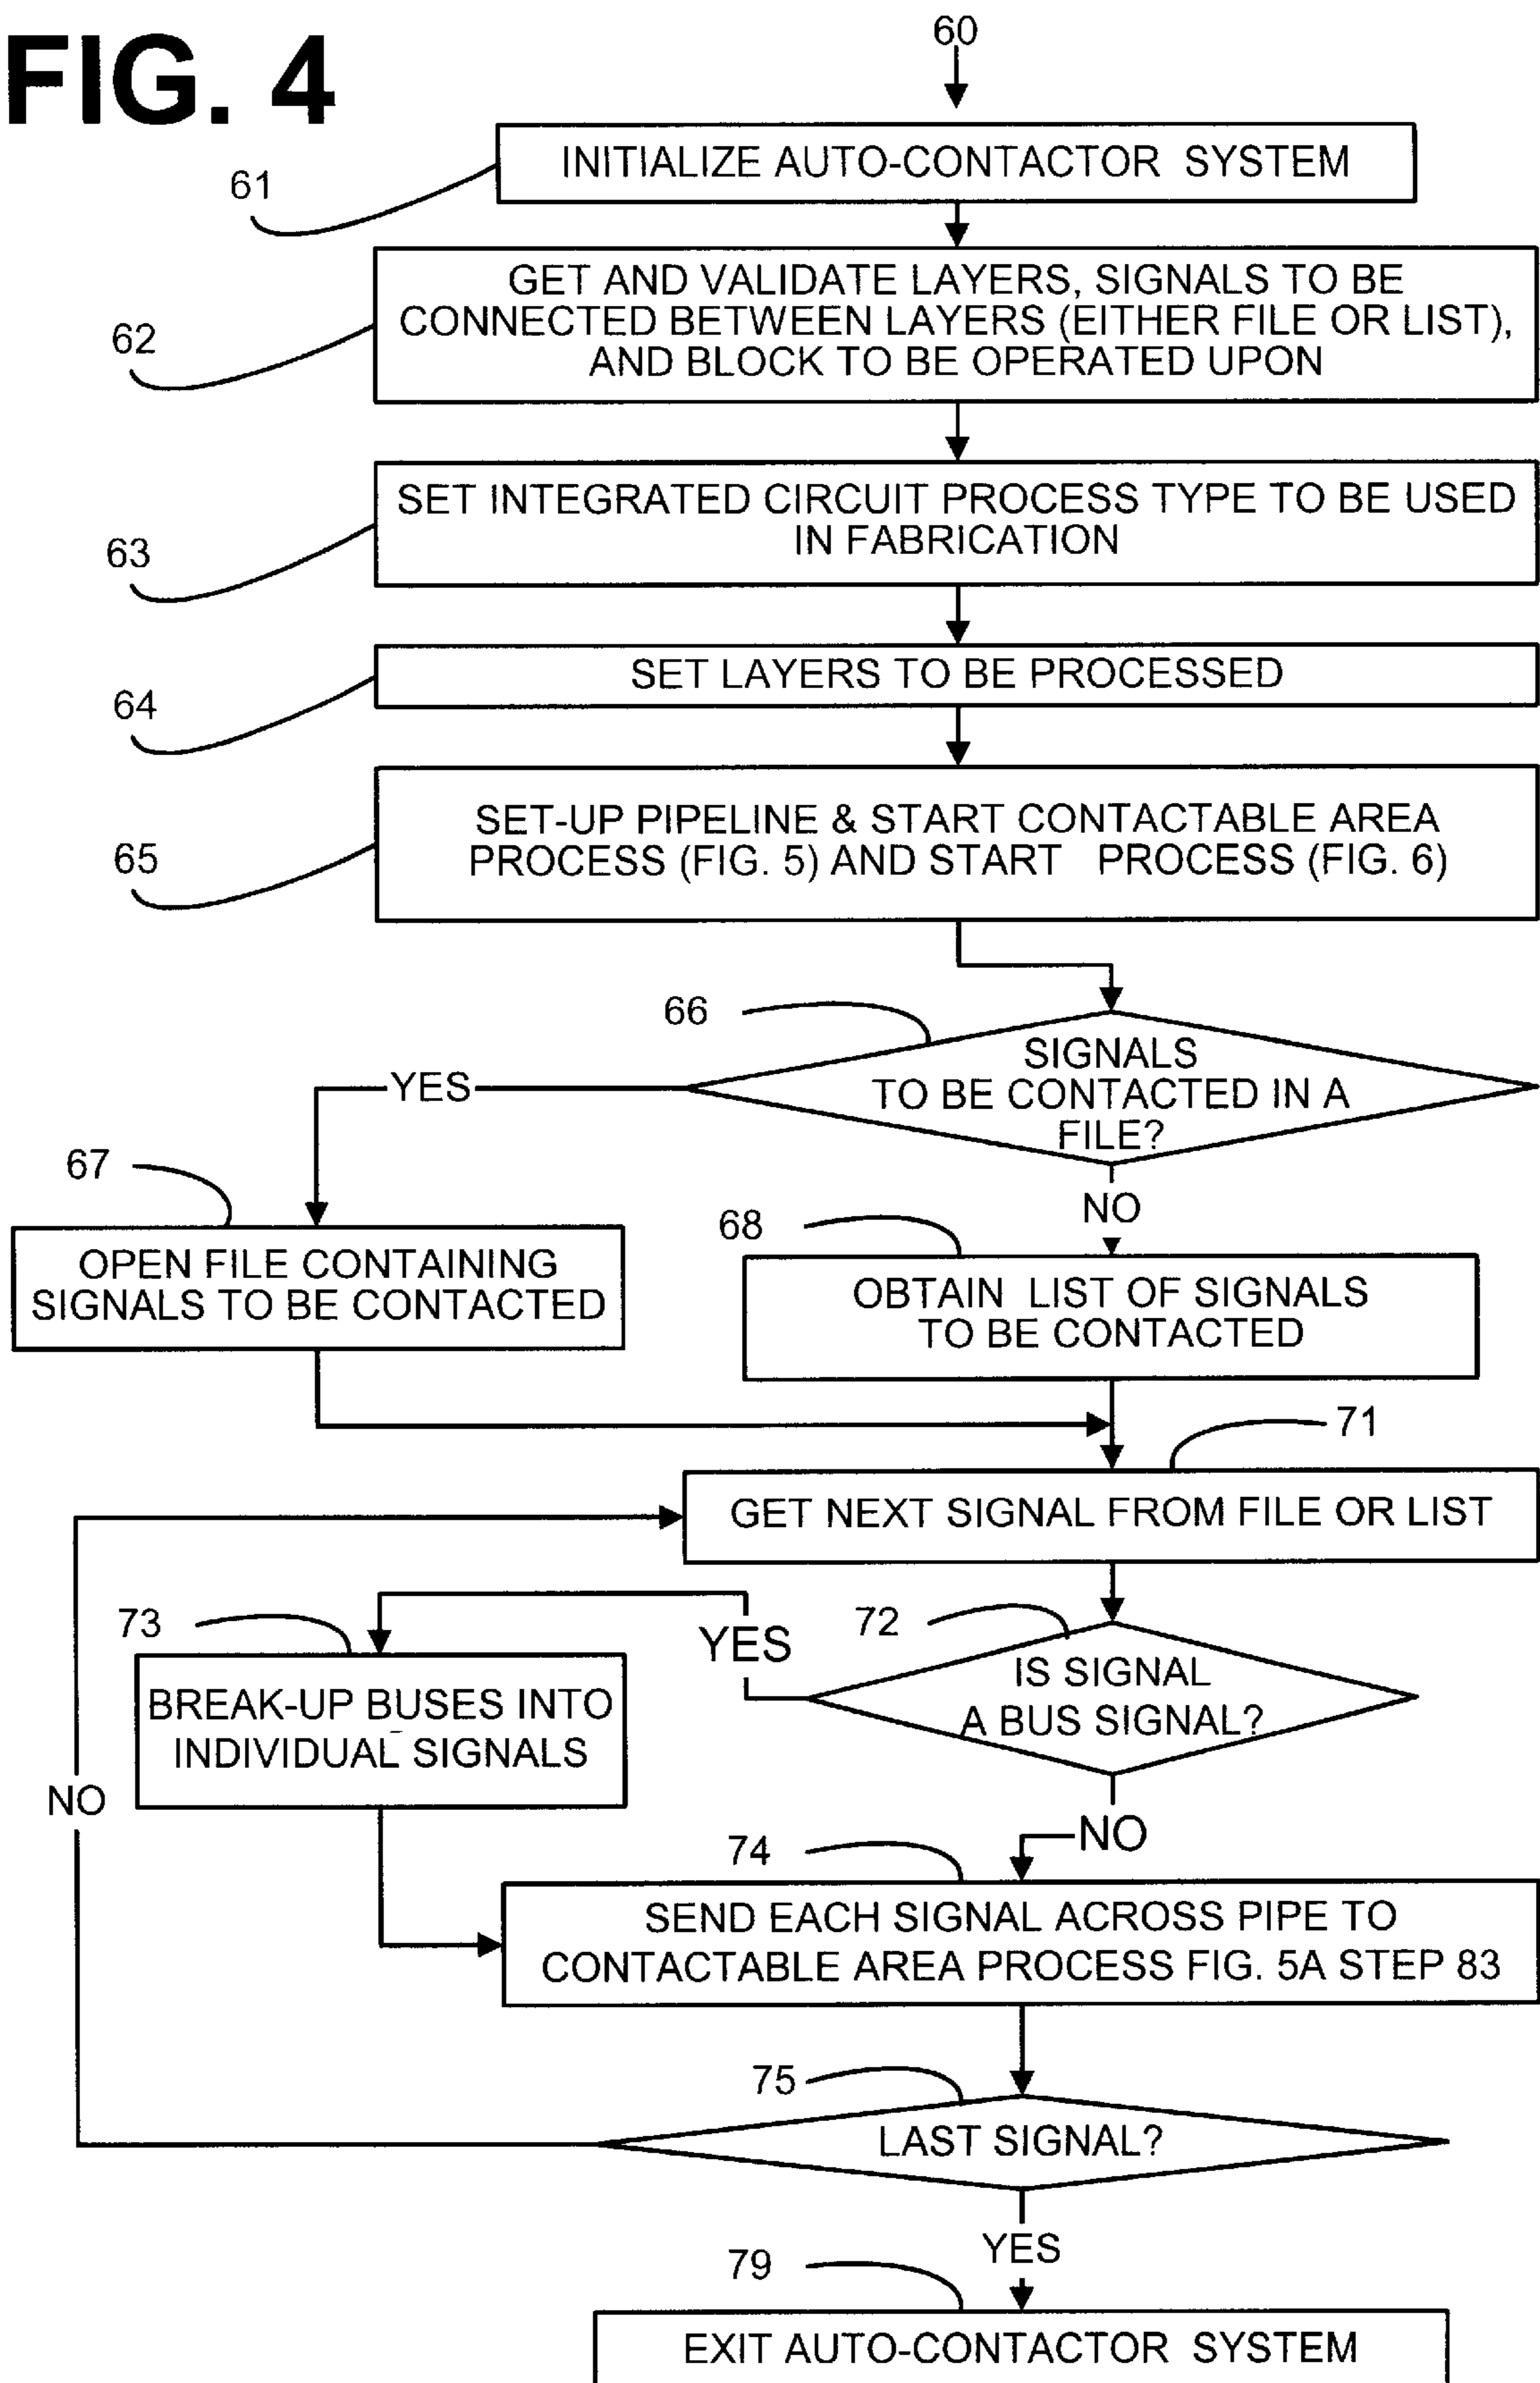 FIG. 4
60
INITIALIZE AUTO-CONTACTOR SYSTEM
61
GET AND VALIDATE LAYERS, SIGNALS TO BE
CONNECTED BETWEEN LAYERS (EITHER FILE OR LIST),
AND BLOCK TO BE OPERATED UPON
62
SET INTEGRATED CIRCUIT PROCESS TYPE TO BE USED
IN FABRICATION
63
SET LAYERS TO BE PROCESSED
64
SET-UP PIPELINE & START CONTACTABLE AREA
PROCESS (FIG. 5) AND START PROCESS (FIG. 6)
65
66
SIGNALS
TO BE CONTACTED IN A
FILE?
YES
NO
67
OPEN FILE CONTAINING
SIGNALS TO BE CONTACTED
68
OBTAIN LIST OF SIGNALS
TO BE CONTACTED
71
GET NEXT SIGNAL FROM FILE OR LIST
72
IS SIGNAL
A BUS SIGNAL?
YES
73
BREAK-UP BUSES INTO
INDIVIDUAL SIGNALS
NO
NO
74
SEND EACH SIGNAL ACROSS PIPE TO
CONTACTABLE AREA PROCESS FIG. 5A STEP 83
75
LAST SIGNAL?
YES
79
EXIT AUTO-CONTACTOR SYSTEM